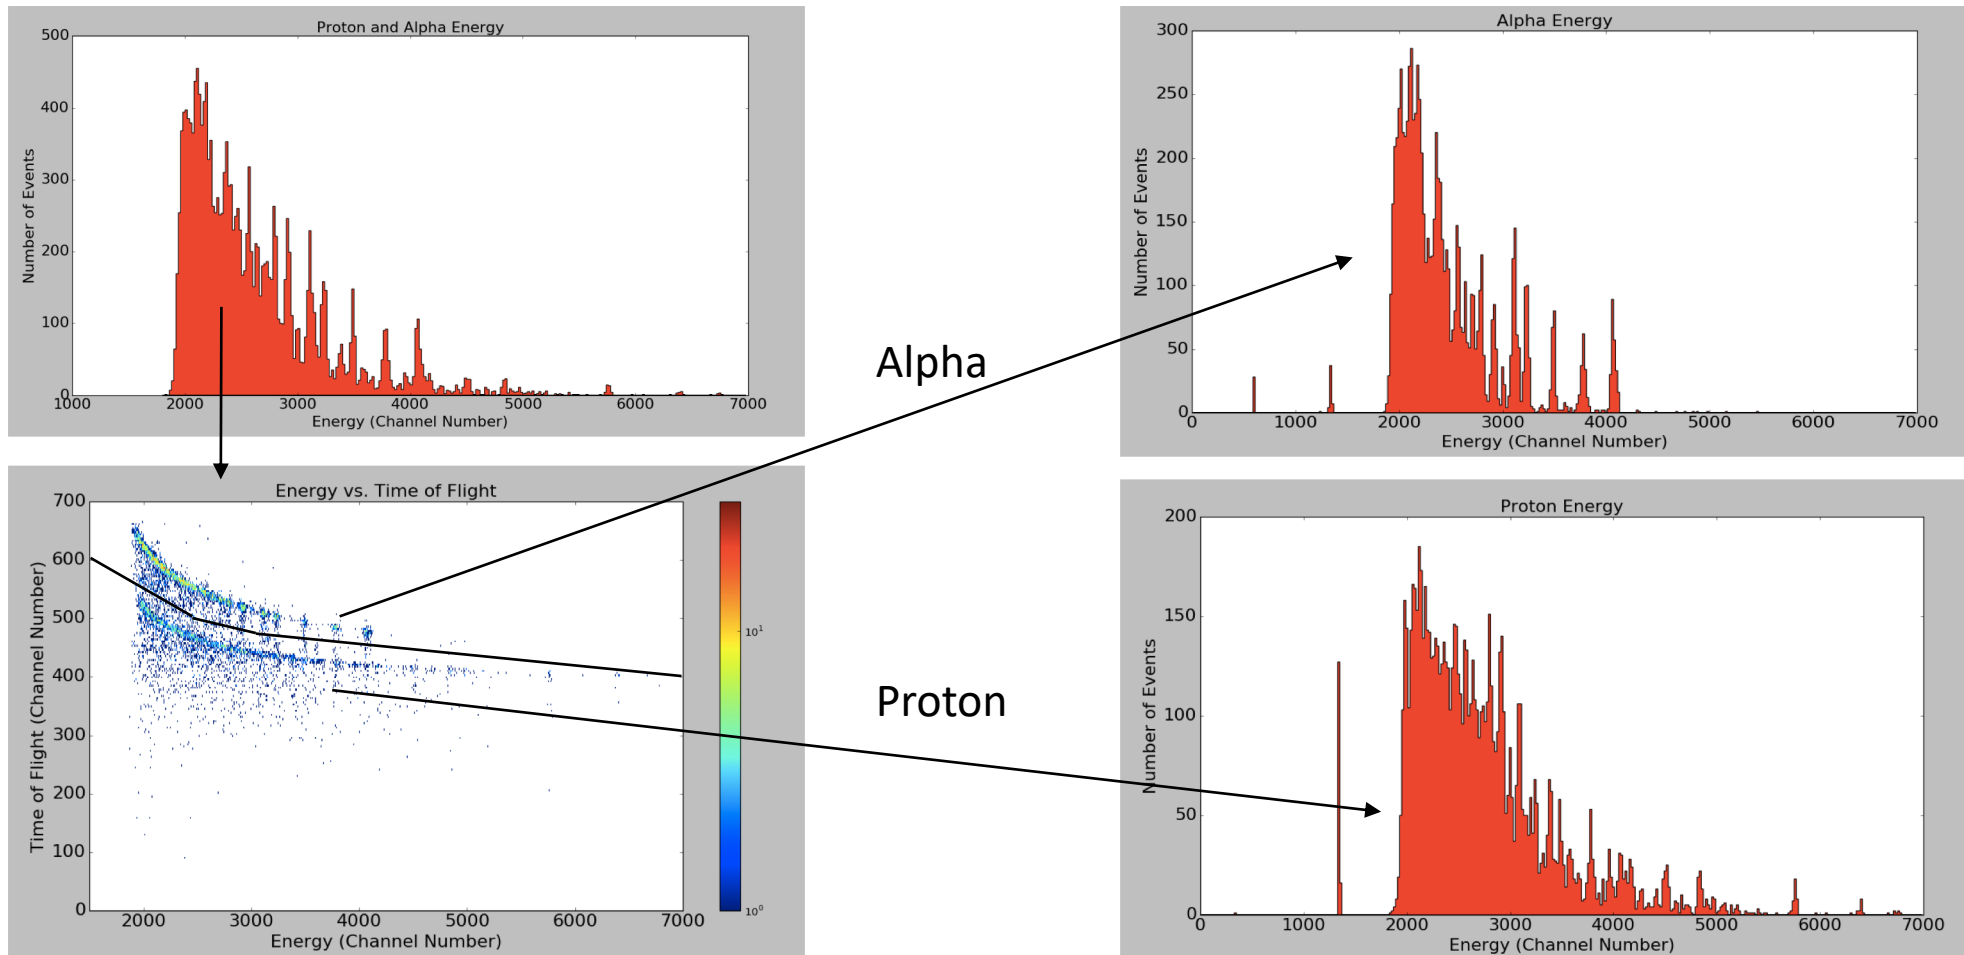 Proton and Alpha Energy
500
400
300
200
100
0
Number of Events
1000 2000 3000 4000 5000 6000 7000
Energy (Channel Number)
Alpha Energy
300
250
200
150
100
50
0
Number of Events
0 1000 2000 3000 4000 5000 6000 7000
Energy (Channel Number)
Alpha
Energy vs. Time of Flight
700
600
500
400
300
200
100
0
Time of Flight (Channel Number)
2000 3000 4000 5000 6000 7000
Energy (Channel Number)
10¹
10⁰
Proton
Proton Energy
200
150
100
50
0
Number of Events
0 1000 2000 3000 4000 5000 6000 7000
Energy (Channel Number)